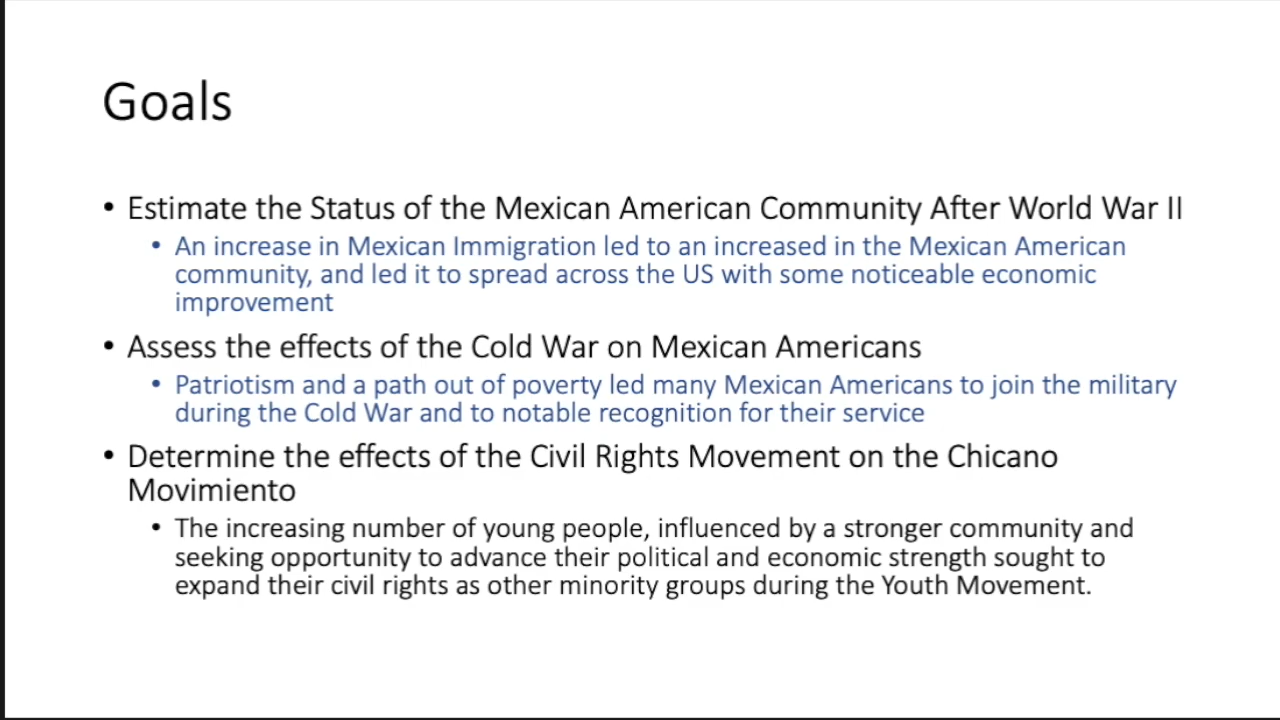 Goals
• Estimate the Status of the Mexican American Community After World War II
• An increase in Mexican Immigration led to an increased in the Mexican American
community, and led it to spread across the US with some noticeable economic
improvement
• Assess the effects of the Cold War on Mexican Americans
• Patriotism and a path out of poverty led many Mexican Americans to join the military
during the Cold War and to notable recognition for their service
• Determine the effects of the Civil Rights Movement on the Chicano
Movimiento
• The increasing number of young people, influenced by a stronger community and
seeking opportunity to advance their political and economic strength sought to
expand their civil rights as other minority groups during the Youth Movement.